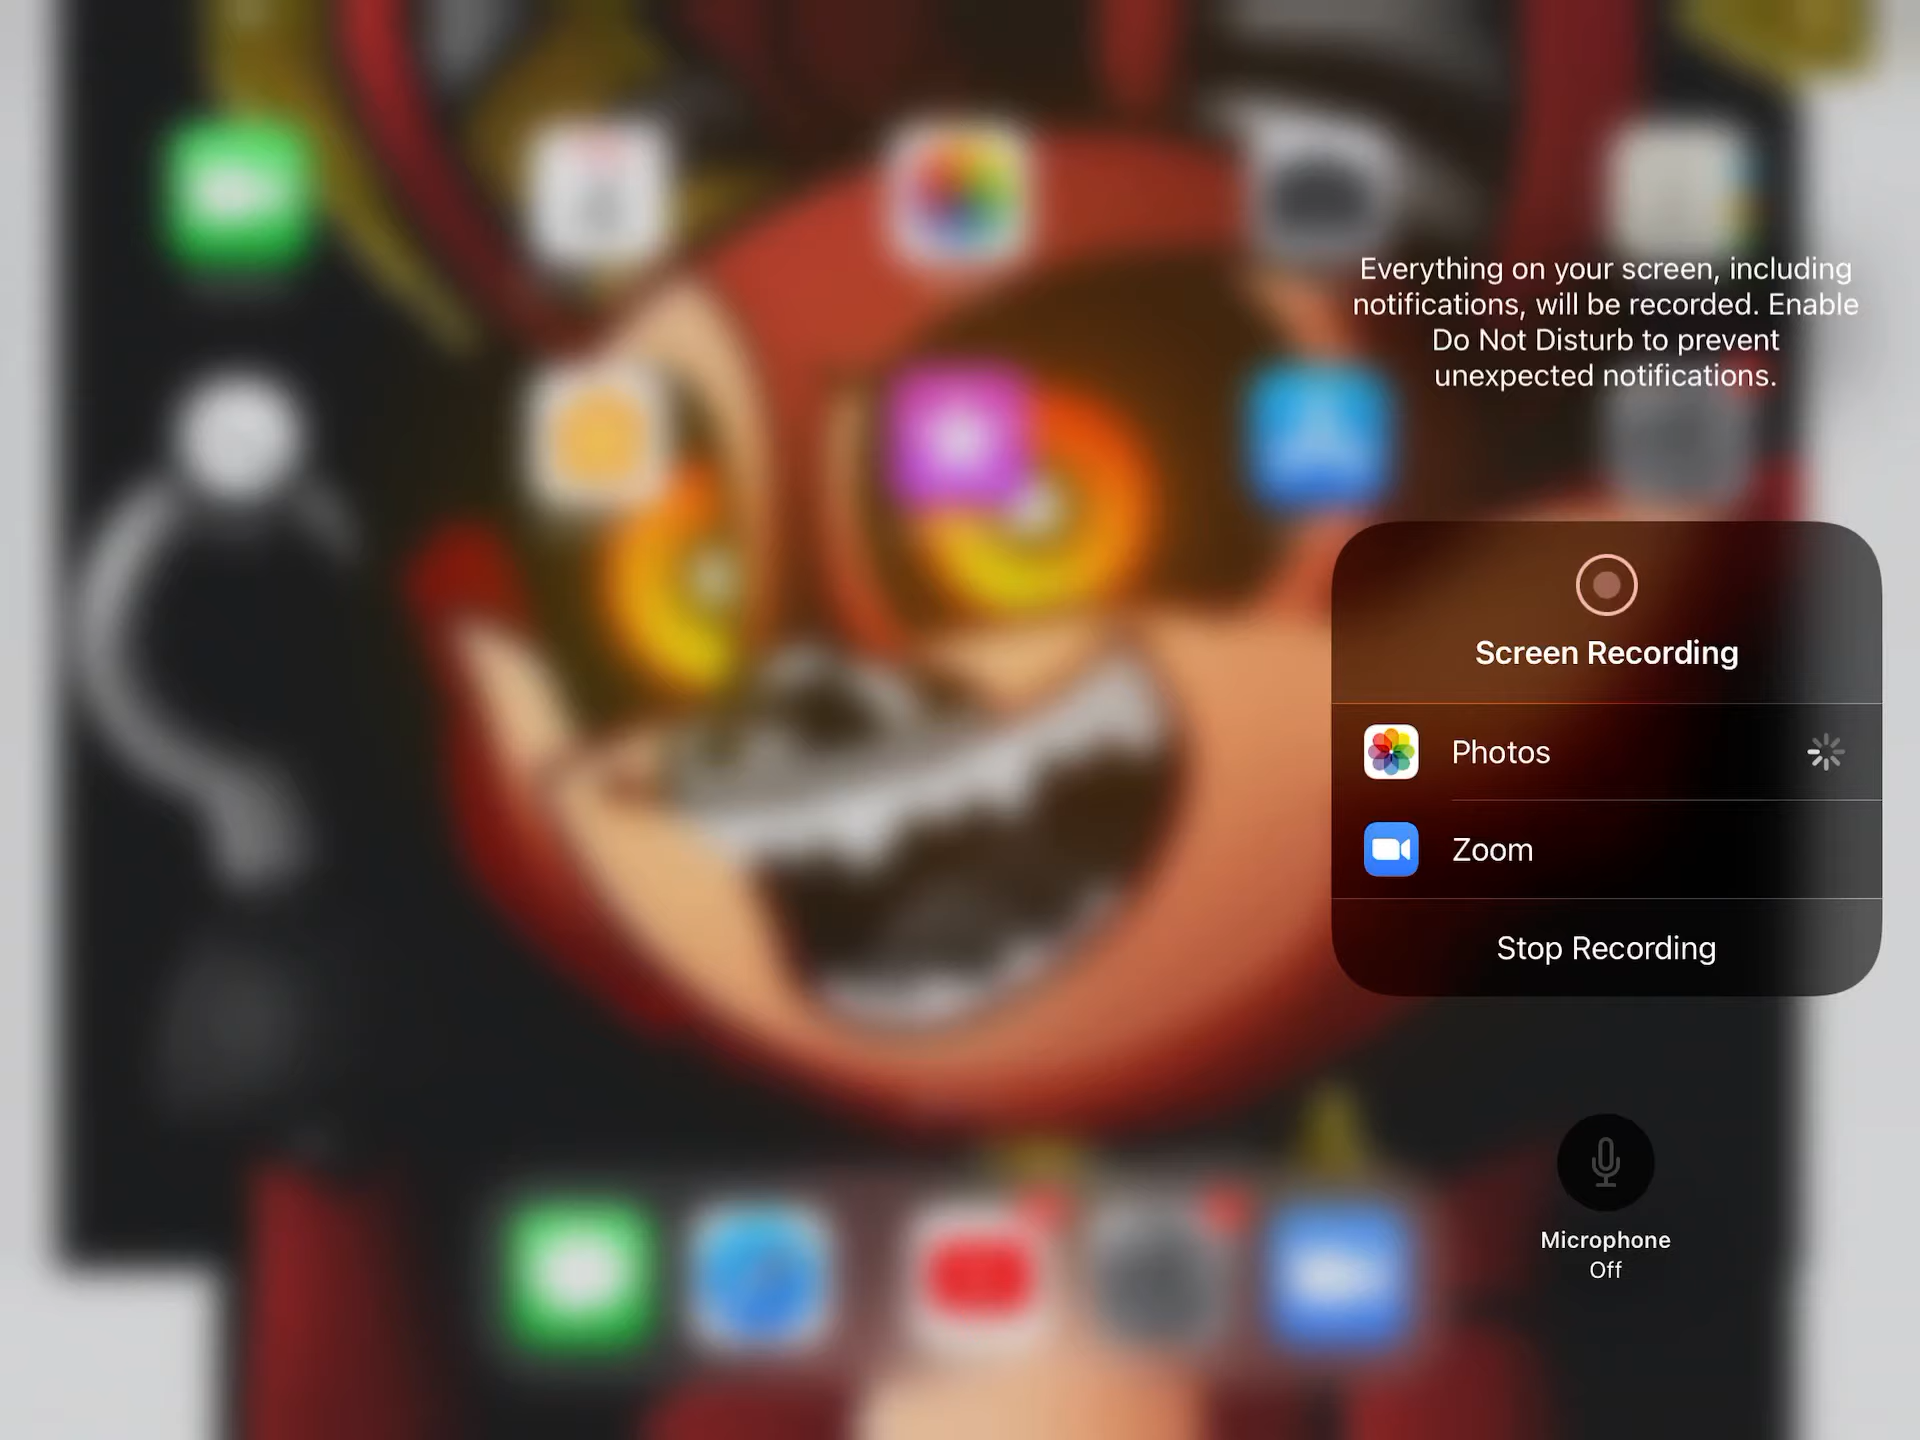 Everything on your screen, including
notifications, will be recorded. Enable
Do Not Disturb to prevent
unexpected notifications.
Screen Recording
Photos
Zoom
Stop Recording
Microphone
Off